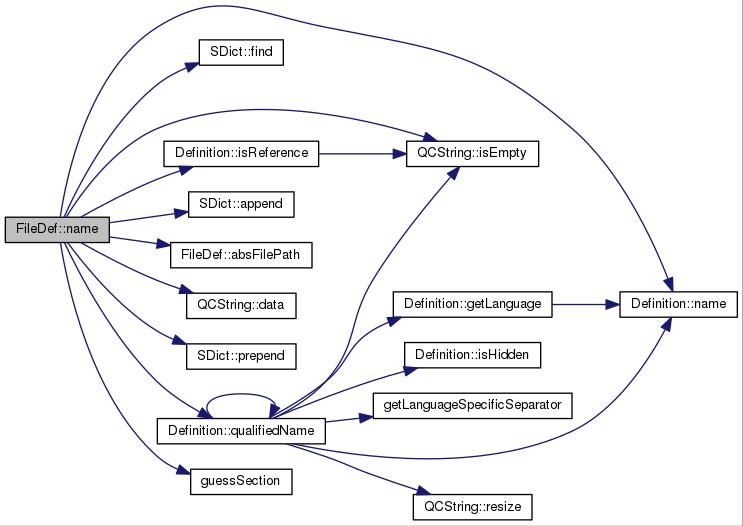 SDict::find
Definition::isReference
QCString::isEmpty
SDict::append
FileDef::name
FileDef::absFilePath
QCString::data
Definition::getLanguage
Definition::name
SDict::prepend
Definition::isHidden
getLanguageSpecificSeparator
Definition::qualifiedName
guessSection
QCString::resize